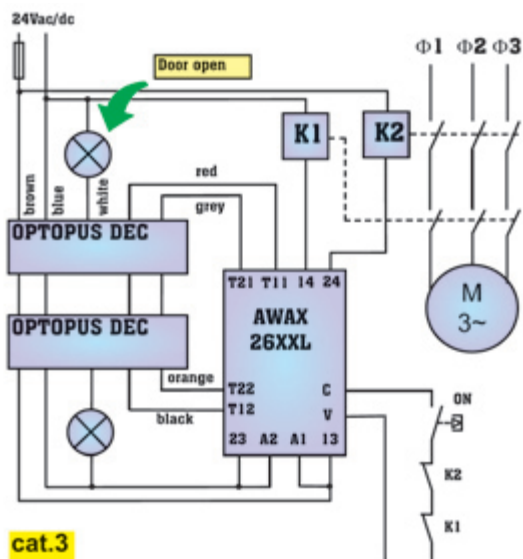 24Vac/dc
Door open
Φ1 Φ2 Φ3
K1 K2
brown
blue
white
red
grey
OPTOPUS DEC
T21 T11 14 24
AWAX
26XXL
M
3~
OPTOPUS DEC
orange
T22 C
black
T12 V
23 A2 A1 13
ON
K2
K1
cat.3